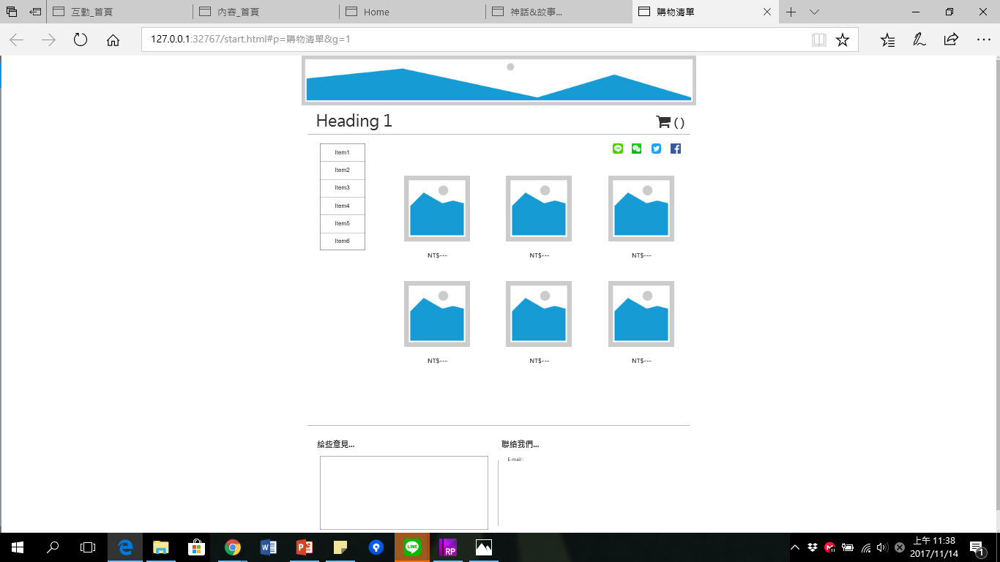 互動_首頁
內容_首頁
Home
神話&故事...
購物清單
127.0.0.1:32767/start.html#p=購物清單&g=1
Heading 1
()
Item1
Item2
Item3
Item4
Item5
Item6
NT$---
NT$---
NT$---
NT$---
NT$---
NT$---
給些意見...
聯絡我們...
E-mail :
LINE
RP
上午 11:38
2017/11/14
1